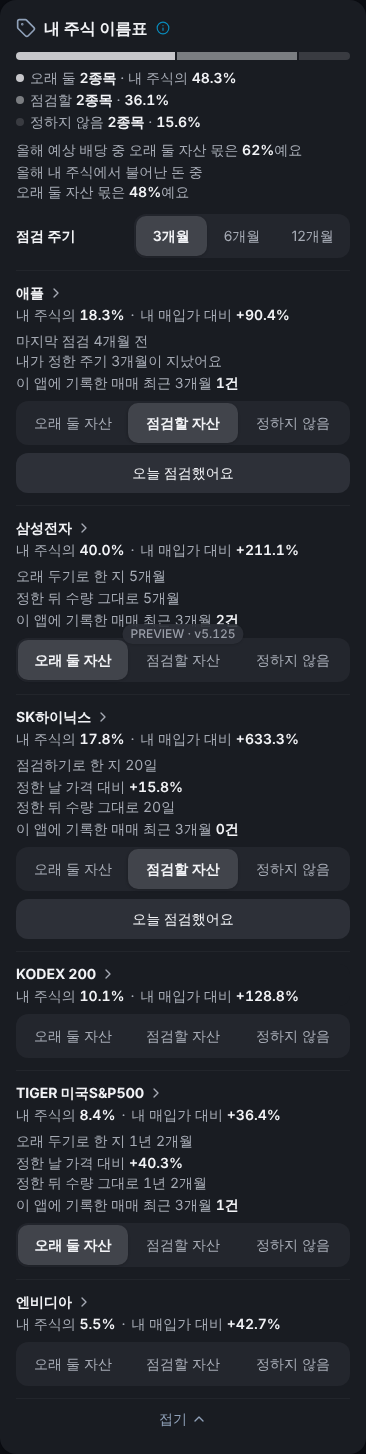 내 주식 이름표
오래 둘 2종목 · 내 주식의 48.3%
점검할 2종목 · 36.1%
정하지 않음 2종목 · 15.6%
올해 예상 배당 중 오래 둘 자산 몫은 62%예요
올해 내 주식에서 불어난 돈 중
오래 둘 자산 몫은 48%예요
점검 주기 3개월 6개월 12개월
애플
내 주식의 18.3% · 내 매입가 대비 +90.4%
마지막 점검 4개월 전
내가 정한 주기 3개월이 지났어요
이 앱에 기록한 매매 최근 3개월 1건
오래 둘 자산 점검할 자산 정하지 않음
오늘 점검했어요
삼성전자
내 주식의 40.0% · 내 매입가 대비 +211.1%
오래 두기로 한 지 5개월
정한 뒤 수량 그대로 5개월
이 앱에 기록한 매매 최근 3개월 2건
PREVIEW · v5.125
오래 둘 자산 점검할 자산 정하지 않음
SK하이닉스
내 주식의 17.8% · 내 매입가 대비 +633.3%
점검하기로 한 지 20일
정한 날 가격 대비 +15.8%
정한 뒤 수량 그대로 20일
이 앱에 기록한 매매 최근 3개월 0건
오래 둘 자산 점검할 자산 정하지 않음
오늘 점검했어요
KODEX 200
내 주식의 10.1% · 내 매입가 대비 +128.8%
오래 둘 자산 점검할 자산 정하지 않음
TIGER 미국S&P500
내 주식의 8.4% · 내 매입가 대비 +36.4%
오래 두기로 한 지 1년 2개월
정한 날 가격 대비 +40.3%
정한 뒤 수량 그대로 1년 2개월
이 앱에 기록한 매매 최근 3개월 1건
오래 둘 자산 점검할 자산 정하지 않음
엔비디아
내 주식의 5.5% · 내 매입가 대비 +42.7%
오래 둘 자산 점검할 자산 정하지 않음
접기